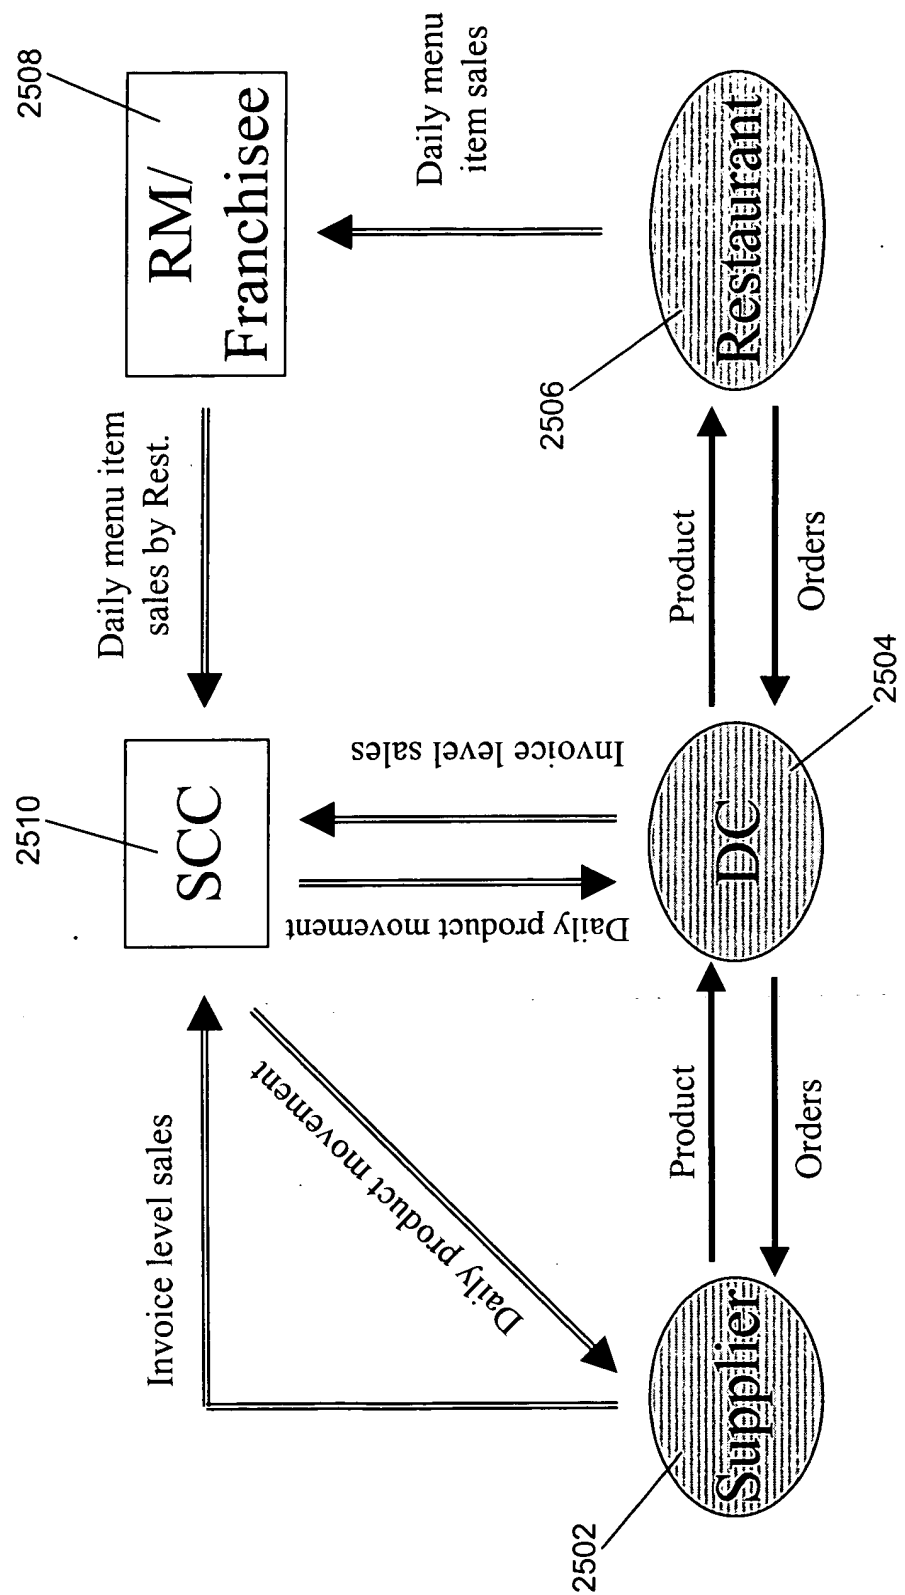 2510
SCC
Daily menu item
sales by Rest.
2508
RM/
Franchisee
Invoice level sales
Daily product movement
Daily product movement
Invoice level sales
Daily menu
item sales
2502
Supplier
Product
Orders
DC
2504
Product
Orders
2506
Restaurant